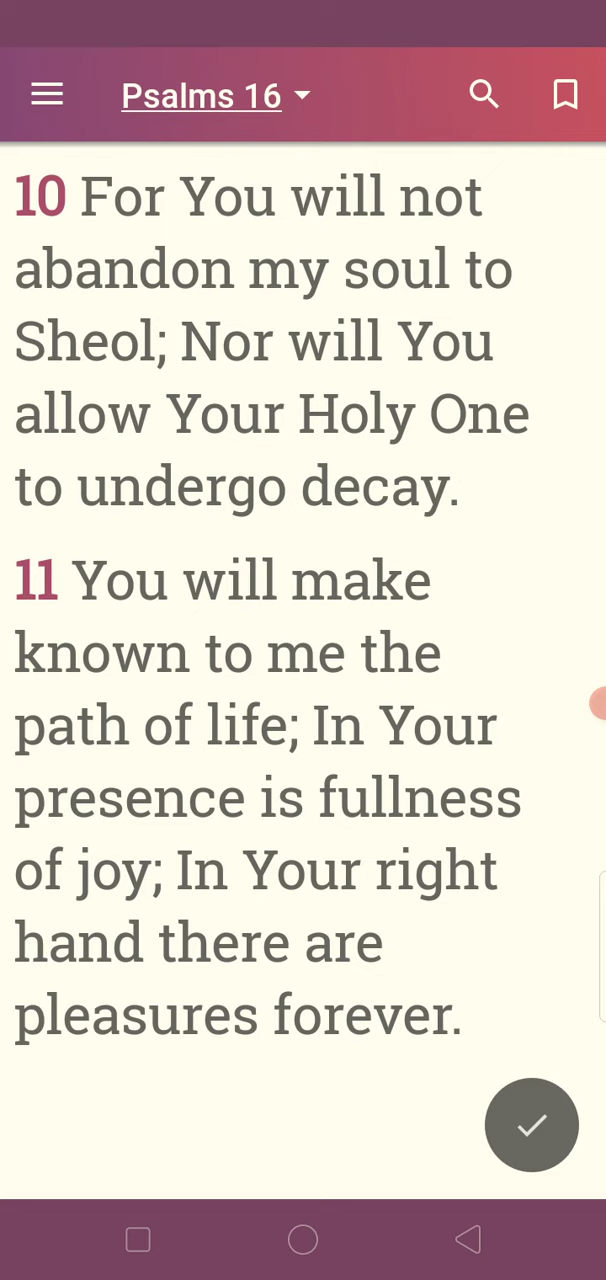 Psalms 16
10 For You will not
abandon my soul to
Sheol; Nor will You
allow Your Holy One
to undergo decay.
11 You will make
known to me the
path of life; In Your
presence is fullness
of joy; In Your right
hand there are
pleasures forever.